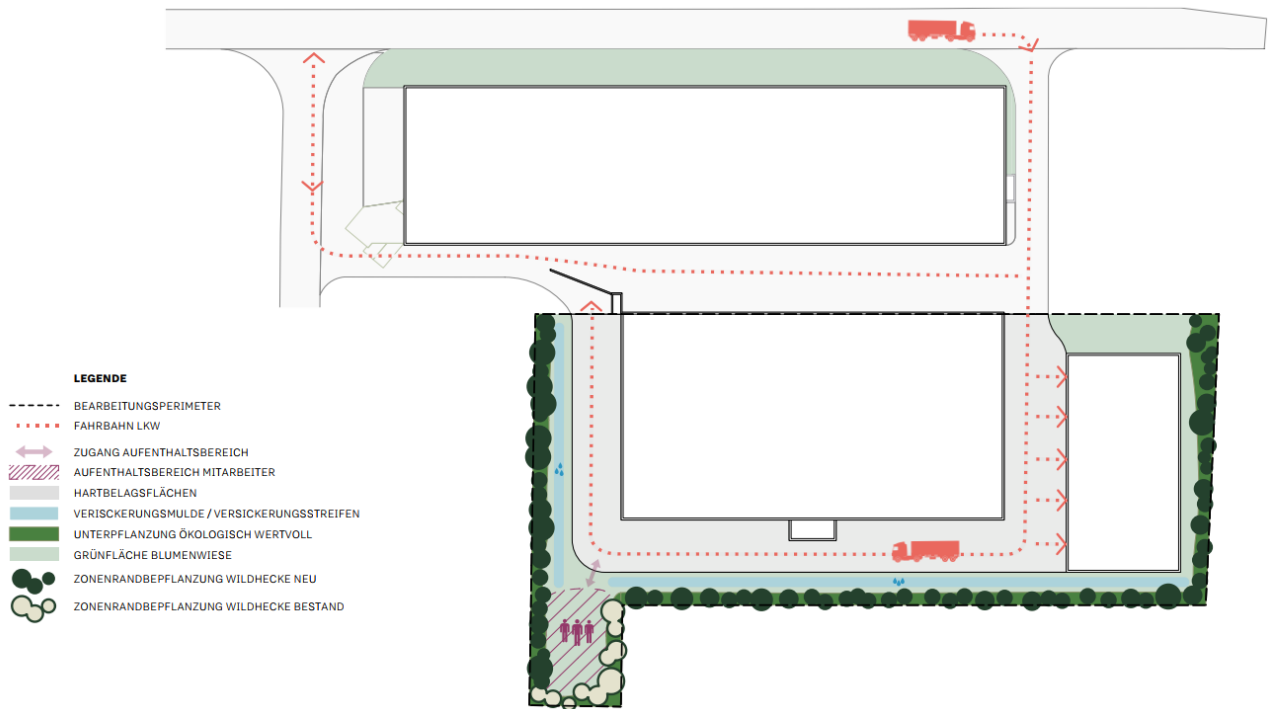 LEGENDE
BEARBEITUNGSPERIMETER
FAHRBAHN LKW
ZUGANG AUFENTHALTSBEREICH
AUFENTHALTSBEREICH MITARBEITER
HARTBELAGSFLÄCHEN
VERISCKERUNGSMULDE / VERSICKERUNGSSTREIFEN
UNTERPFLANZUNG ÖKOLOGISCH WERTVOLL
GRÜNFLÄCHE BLUMENWIESE
ZONENRANDBEPFLANZUNG WILDHECKE NEU
ZONENRANDBEPFLANZUNG WILDHECKE BESTAND